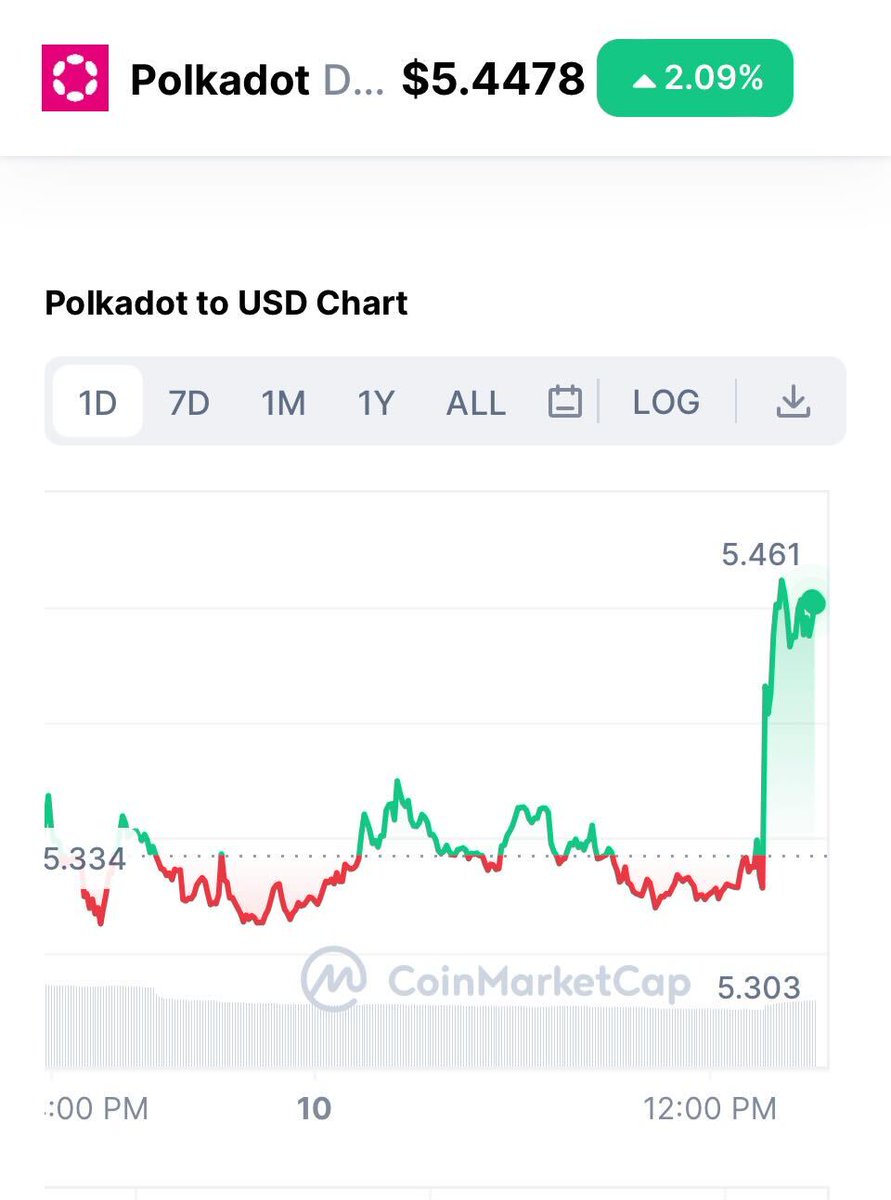 Polkadot D... $5.4478 ▲ 2.09%
Polkadot to USD Chart
1D 7D 1M 1Y ALL LOG
5.461
5.334
CoinMarketCap 5.303
:00 PM 10 12:00 PM